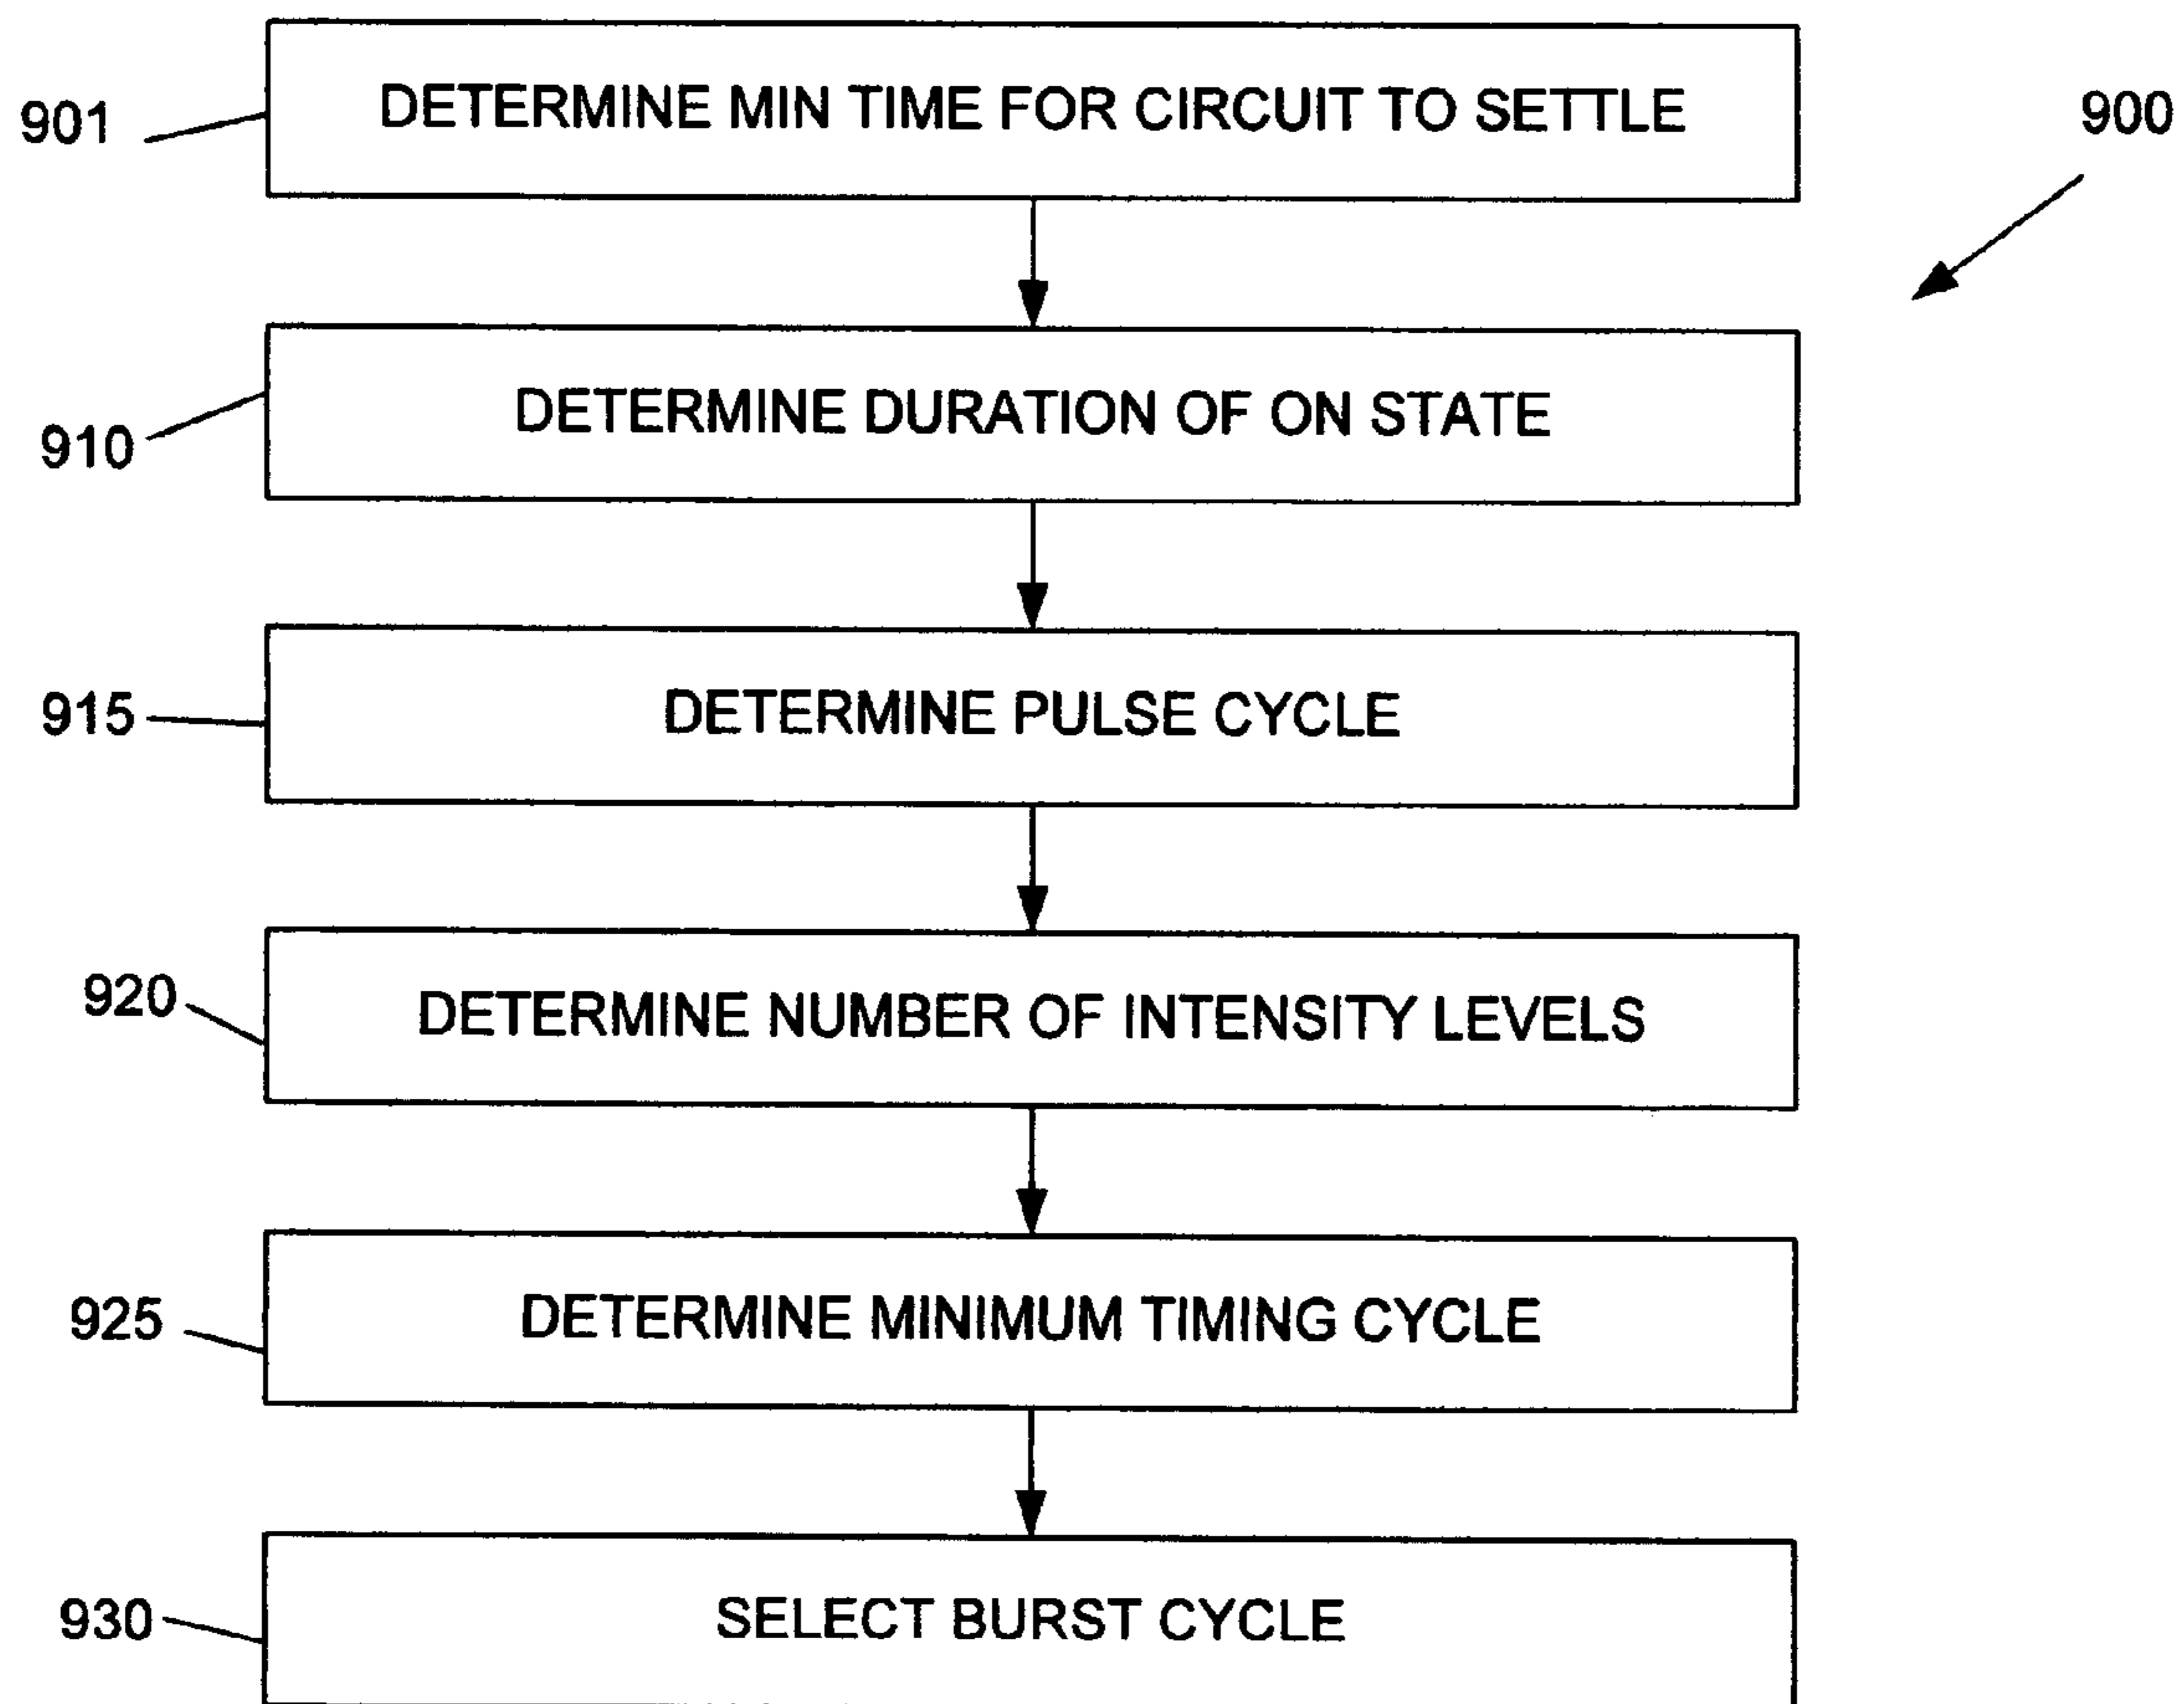 901
DETERMINE MIN TIME FOR CIRCUIT TO SETTLE
900
910
DETERMINE DURATION OF ON STATE
915
DETERMINE PULSE CYCLE
920
DETERMINE NUMBER OF INTENSITY LEVELS
925
DETERMINE MINIMUM TIMING CYCLE
930
SELECT BURST CYCLE